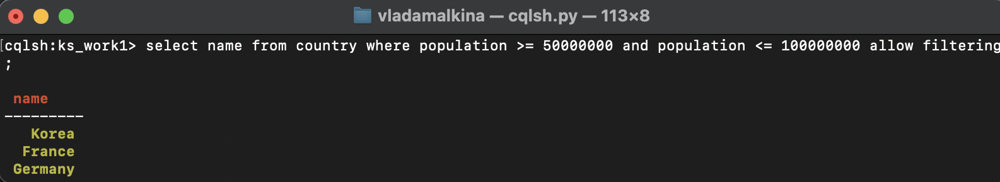 vladamalkina — cqlsh.py — 113×8
[cqlsh:ks_work1> select name from country where population >= 50000000 and population <= 100000000 allow filtering
;
name
---------
Korea
France
Germany